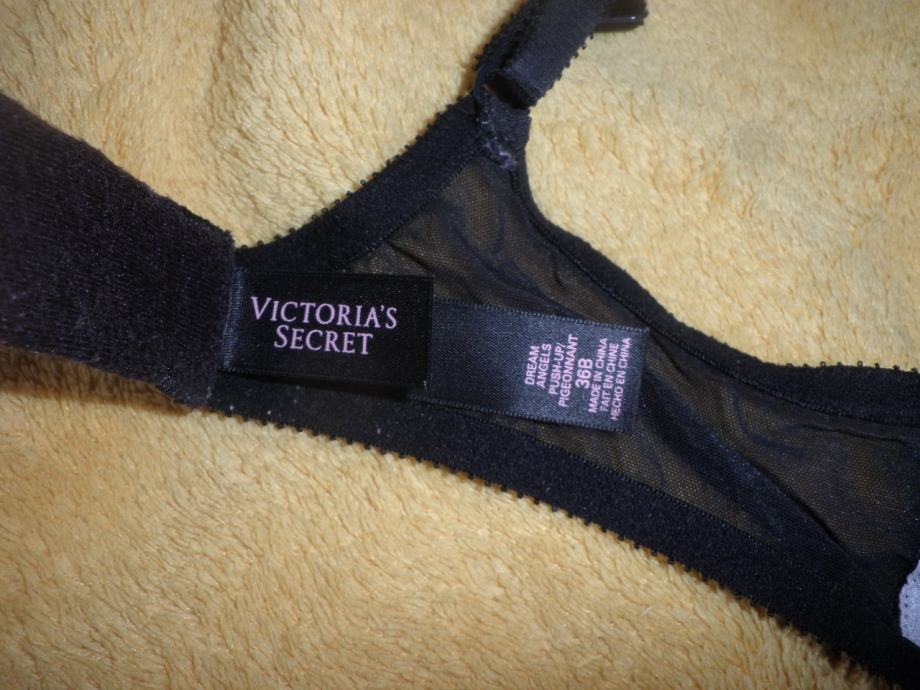 VICTORIA'S
SECRET
DREAM
ANGELS
PUSH-UP/
PIGEONNANT
36B
MADE IN CHINA
FAIT EN CHINE
HECHO EN CHINA